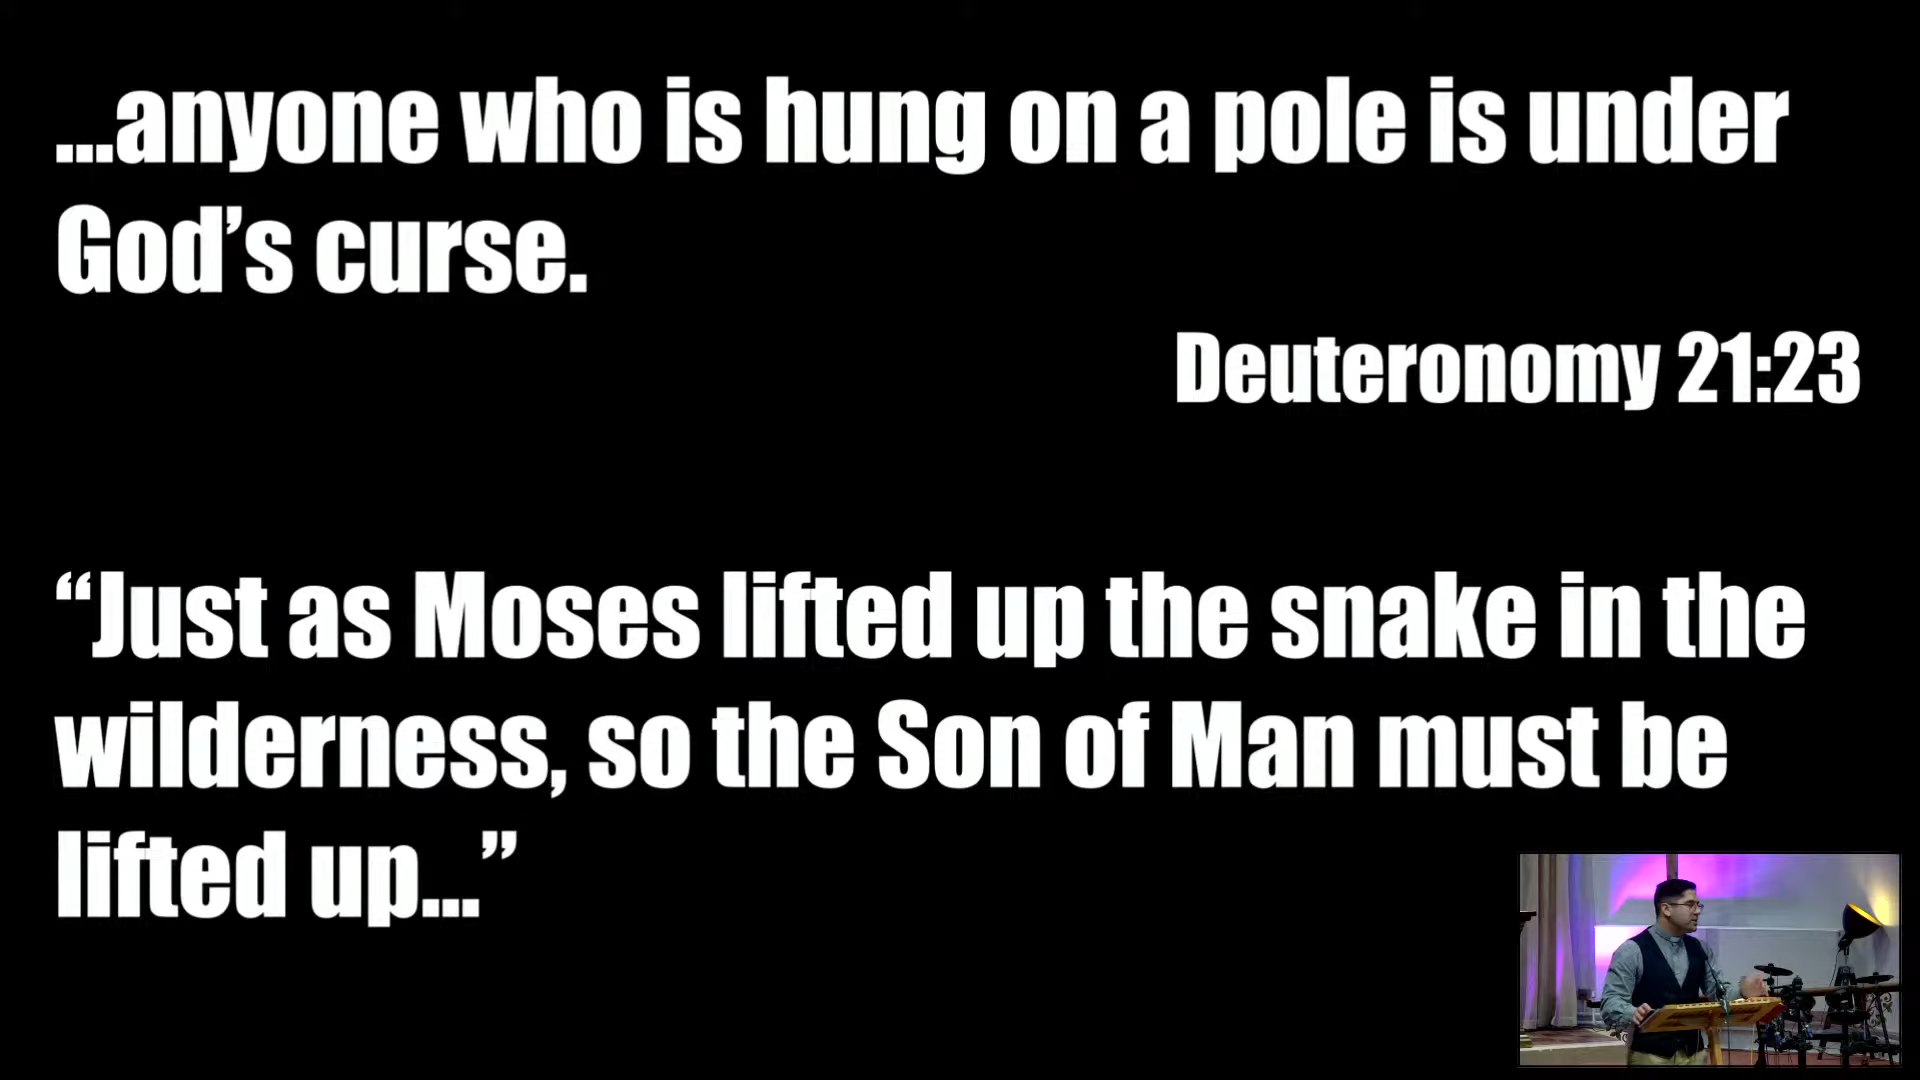 ...anyone who is hung on a pole is under
God’s curse.
Deuteronomy 21:23
“Just as Moses lifted up the snake in the
wilderness, so the Son of Man must be
lifted up...”